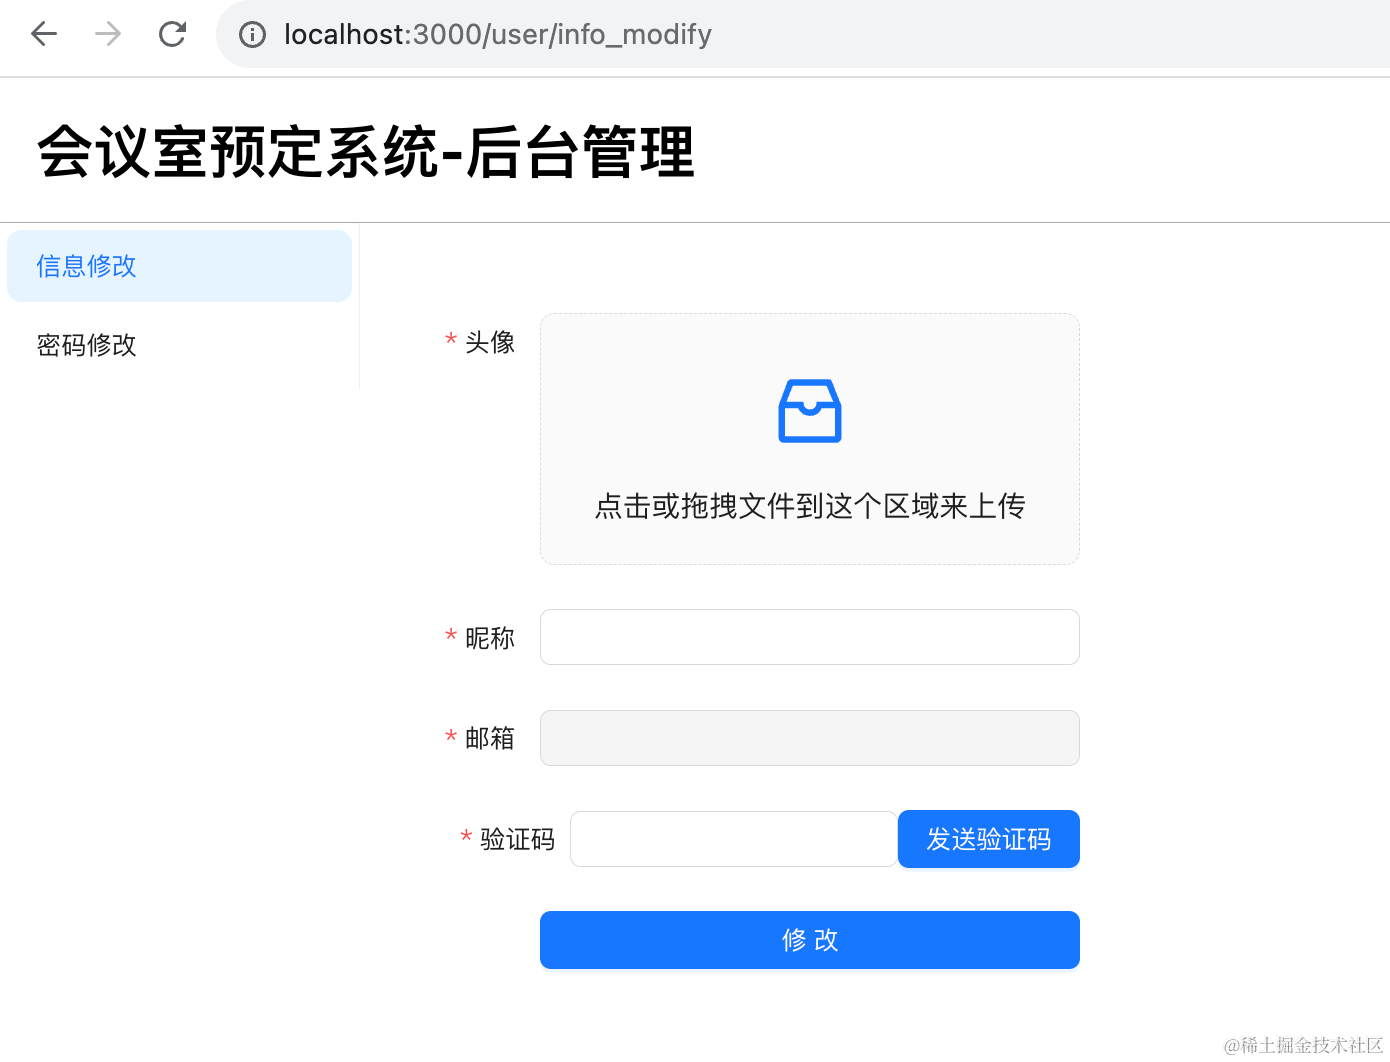 localhost:3000/user/info_modify
会议室预定系统-后台管理
信息修改
密码修改
* 头像
点击或拖拽文件到这个区域来上传
* 昵称
* 邮箱
* 验证码
发送验证码
修 改
@稀土掘金技术社区